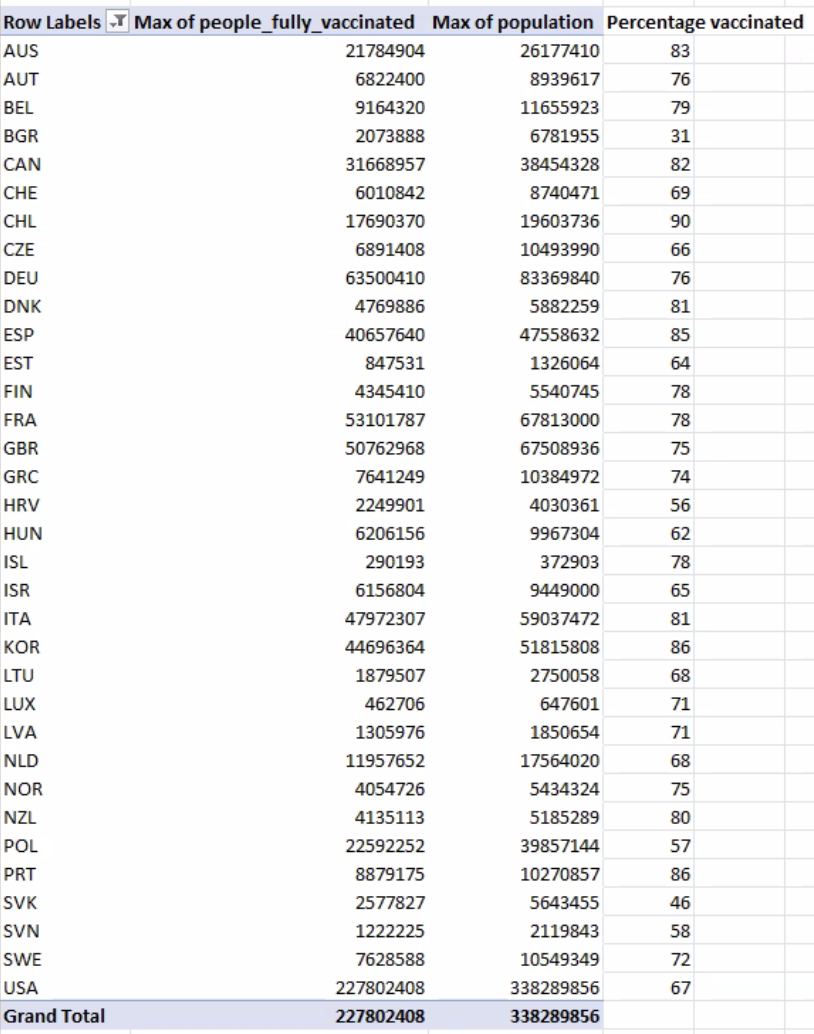 Row Labels Max of people_fully_vaccinated Max of population Percentage vaccinated
AUS 21784904 26177410 83
AUT 6822400 8939617 76
BEL 9164320 11655923 79
BGR 2073888 6781955 31
CAN 31668957 38454328 82
CHE 6010842 8740471 69
CHL 17690370 19603736 90
CZE 6891408 10493990 66
DEU 63500410 83369840 76
DNK 4769886 5882259 81
ESP 40657640 47558632 85
EST 847531 1326064 64
FIN 4345410 5540745 78
FRA 53101787 67813000 78
GBR 50762968 67508936 75
GRC 7641249 10384972 74
HRV 2249901 4030361 56
HUN 6206156 9967304 62
ISL 290193 372903 78
ISR 6156804 9449000 65
ITA 47972307 59037472 81
KOR 44696364 51815808 86
LTU 1879507 2750058 68
LUX 462706 647601 71
LVA 1305976 1850654 71
NLD 11957652 17564020 68
NOR 4054726 5434324 75
NZL 4135113 5185289 80
POL 22592252 39857144 57
PRT 8879175 10270857 86
SVK 2577827 5643455 46
SVN 1222225 2119843 58
SWE 7628588 10549349 72
USA 227802408 338289856 67
Grand Total 227802408 338289856